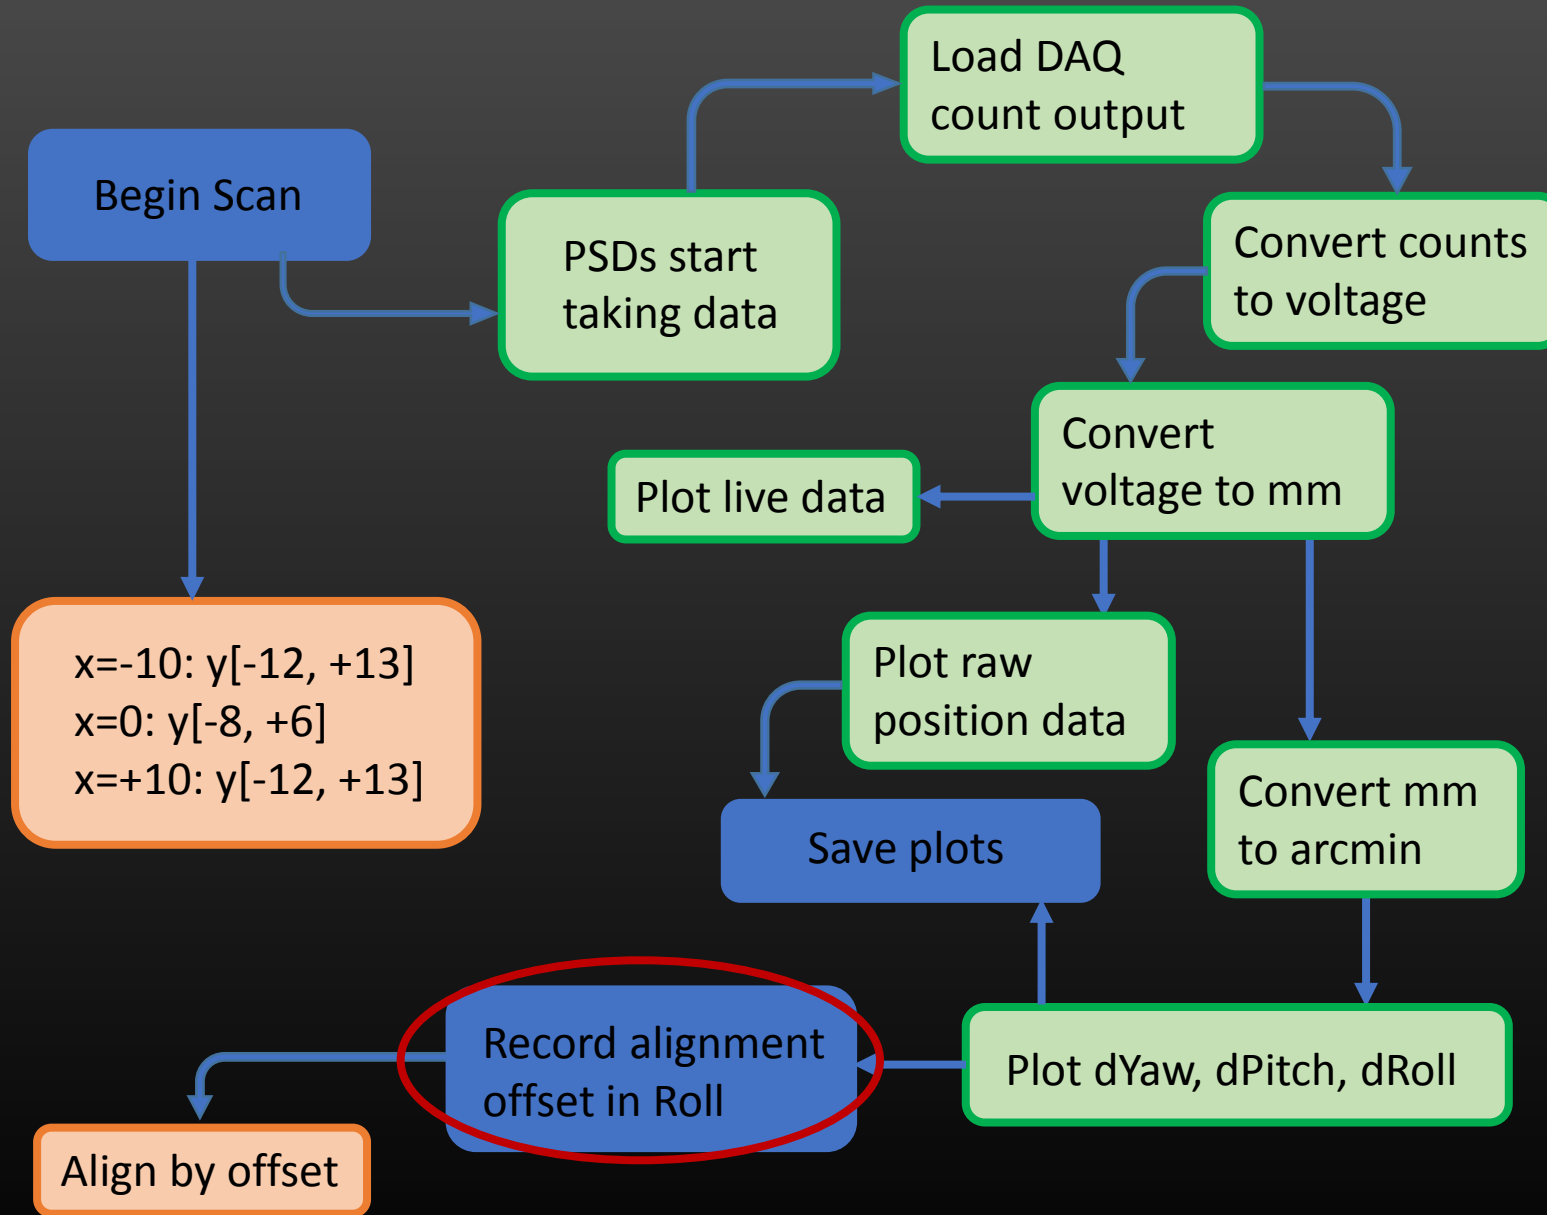 Load DAQ
count output
Begin Scan
PSDs start
taking data
Convert counts
to voltage
Convert
voltage to mm
Plot live data
x=-10: y[-12, +13]
x=0: y[-8, +6]
x=+10: y[-12, +13]
Plot raw
position data
Convert mm
to arcmin
Save plots
Record alignment
offset in Roll
Plot dYaw, dPitch, dRoll
Align by offset